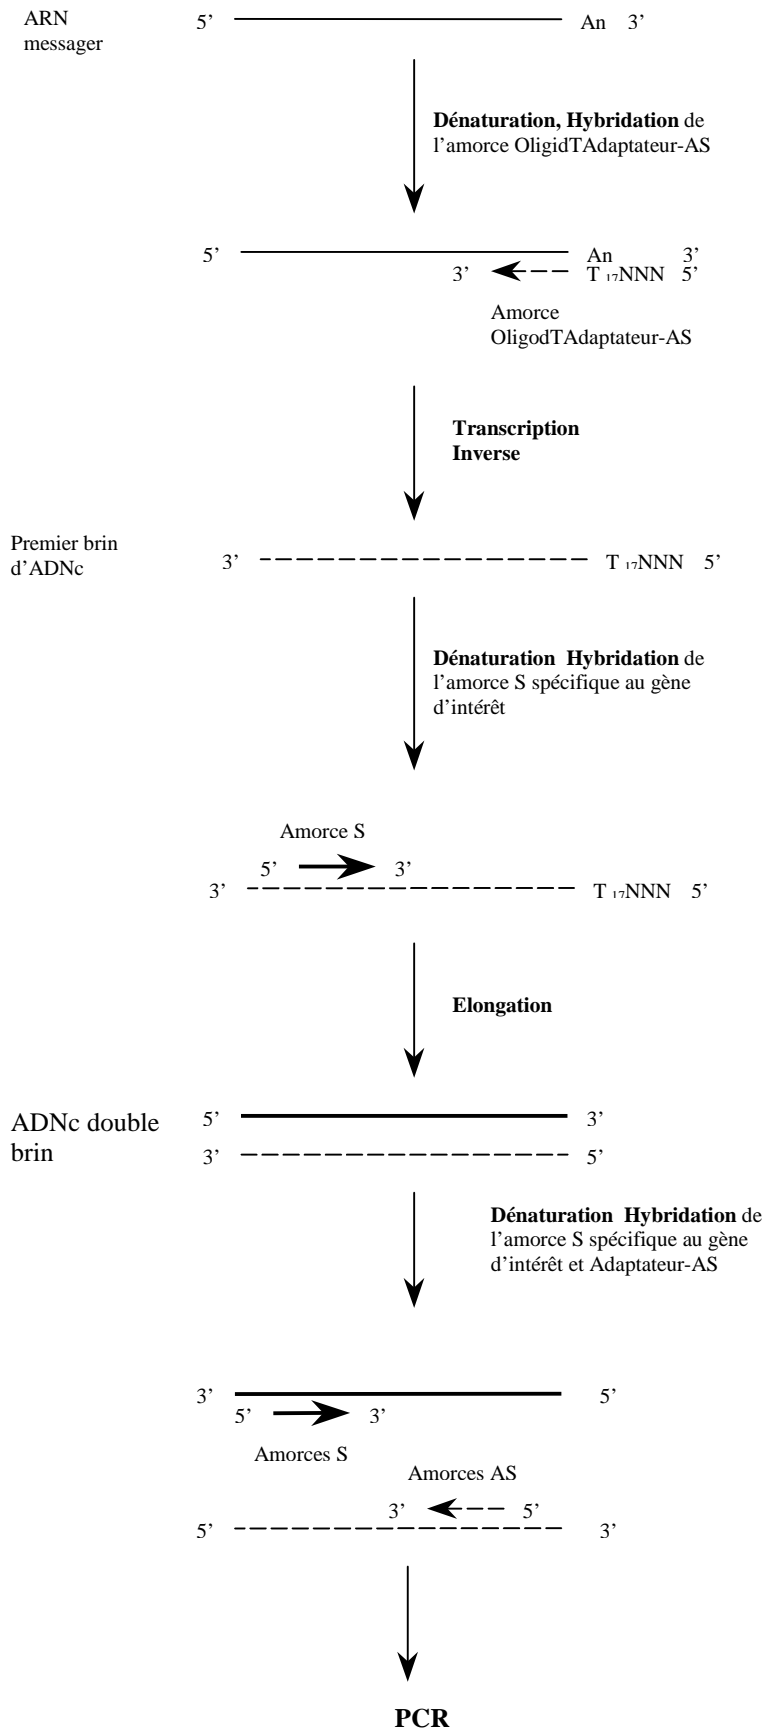 ARN
messager
5’ An 3’
Dénaturation, Hybridation de
l’amorce OligidTAdaptateur-AS
5’ An 3’
3’ T 17NNN 5’
Amorce
OligodTAdaptateur-AS
Transcription
Inverse
Premier brin
d’ADNc
3’ T 17NNN 5’
Dénaturation Hybridation de
l’amorce S spécifique au gène
d’intérêt
Amorce S
5’ 3’
3’ T 17NNN 5’
Elongation
ADNc double
brin
5’ 3’
3’ 5’
Dénaturation Hybridation de
l’amorce S spécifique au gène
d’intérêt et Adaptateur-AS
3’ 5’
5’ 3’
Amorces S
Amorces AS
3’ 5’
5’ 3’
PCR